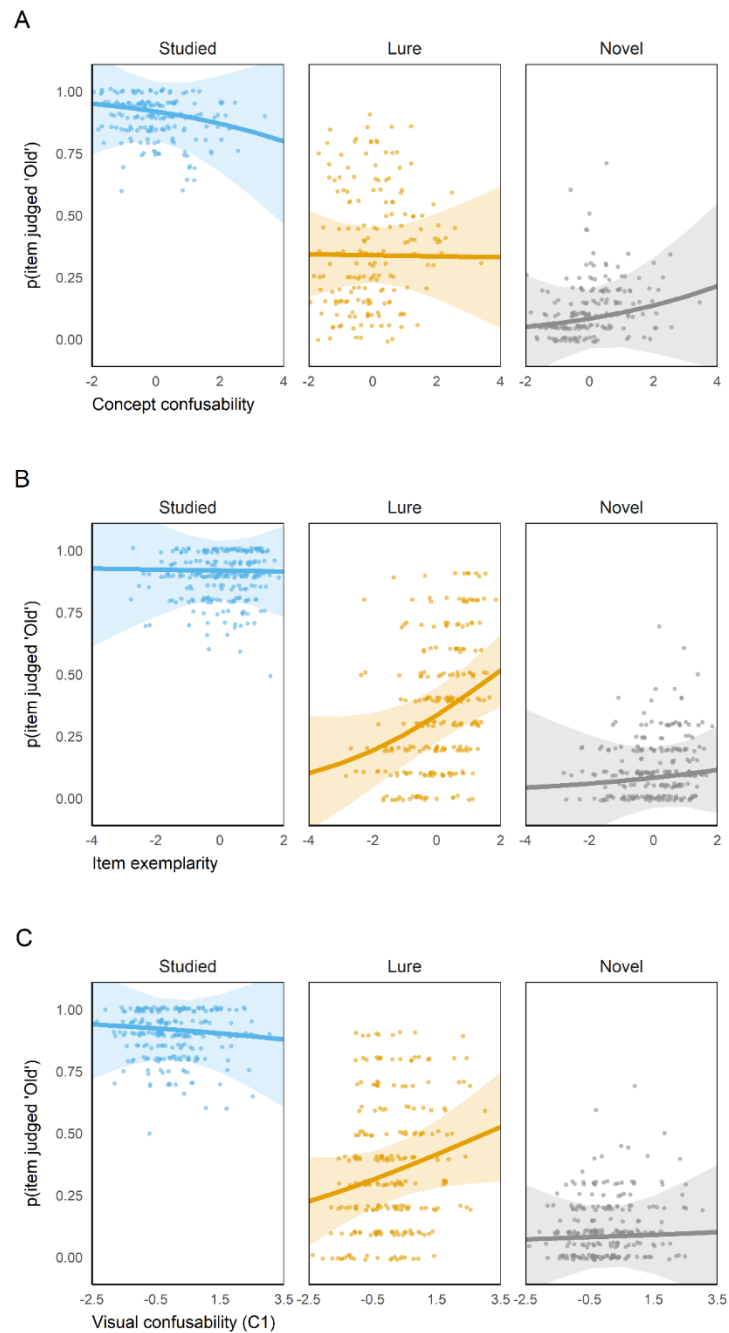 A
Studied Lure Novel
p(item judged 'Old')
1.00
0.75
0.50
0.25
0.00
-2 0 2 4 -2 0 2 4 -2 0 2 4
Concept confusability
B
Studied Lure Novel
p(item judged 'Old')
1.00
0.75
0.50
0.25
0.00
-4 -2 0 2 -4 -2 0 2 -4 -2 0 2
Item exemplarity
C
Studied Lure Novel
p(item judged 'Old')
1.00
0.75
0.50
0.25
0.00
-2.5 -0.5 1.5 3.5 -2.5 -0.5 1.5 3.5 -2.5 -0.5 1.5 3.5
Visual confusability (C1)